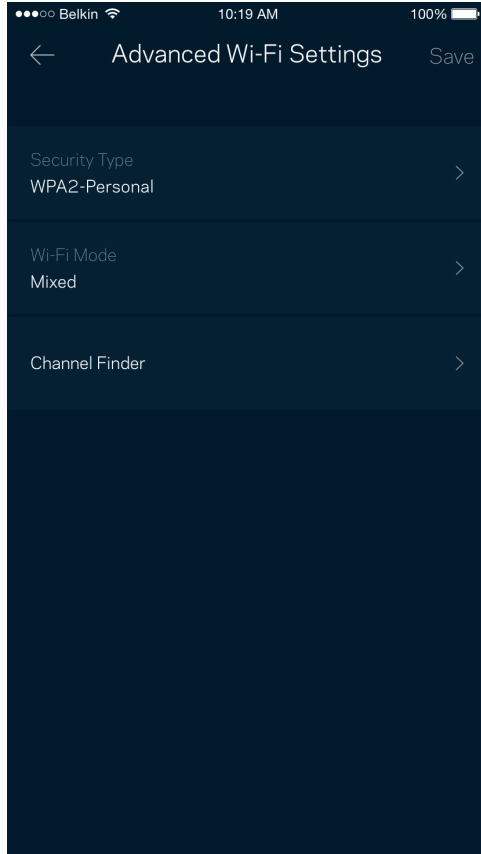 Belkin 10:19 AM 100%
Advanced Wi-Fi Settings Save
Security Type
WPA2-Personal
Wi-Fi Mode
Mixed
Channel Finder